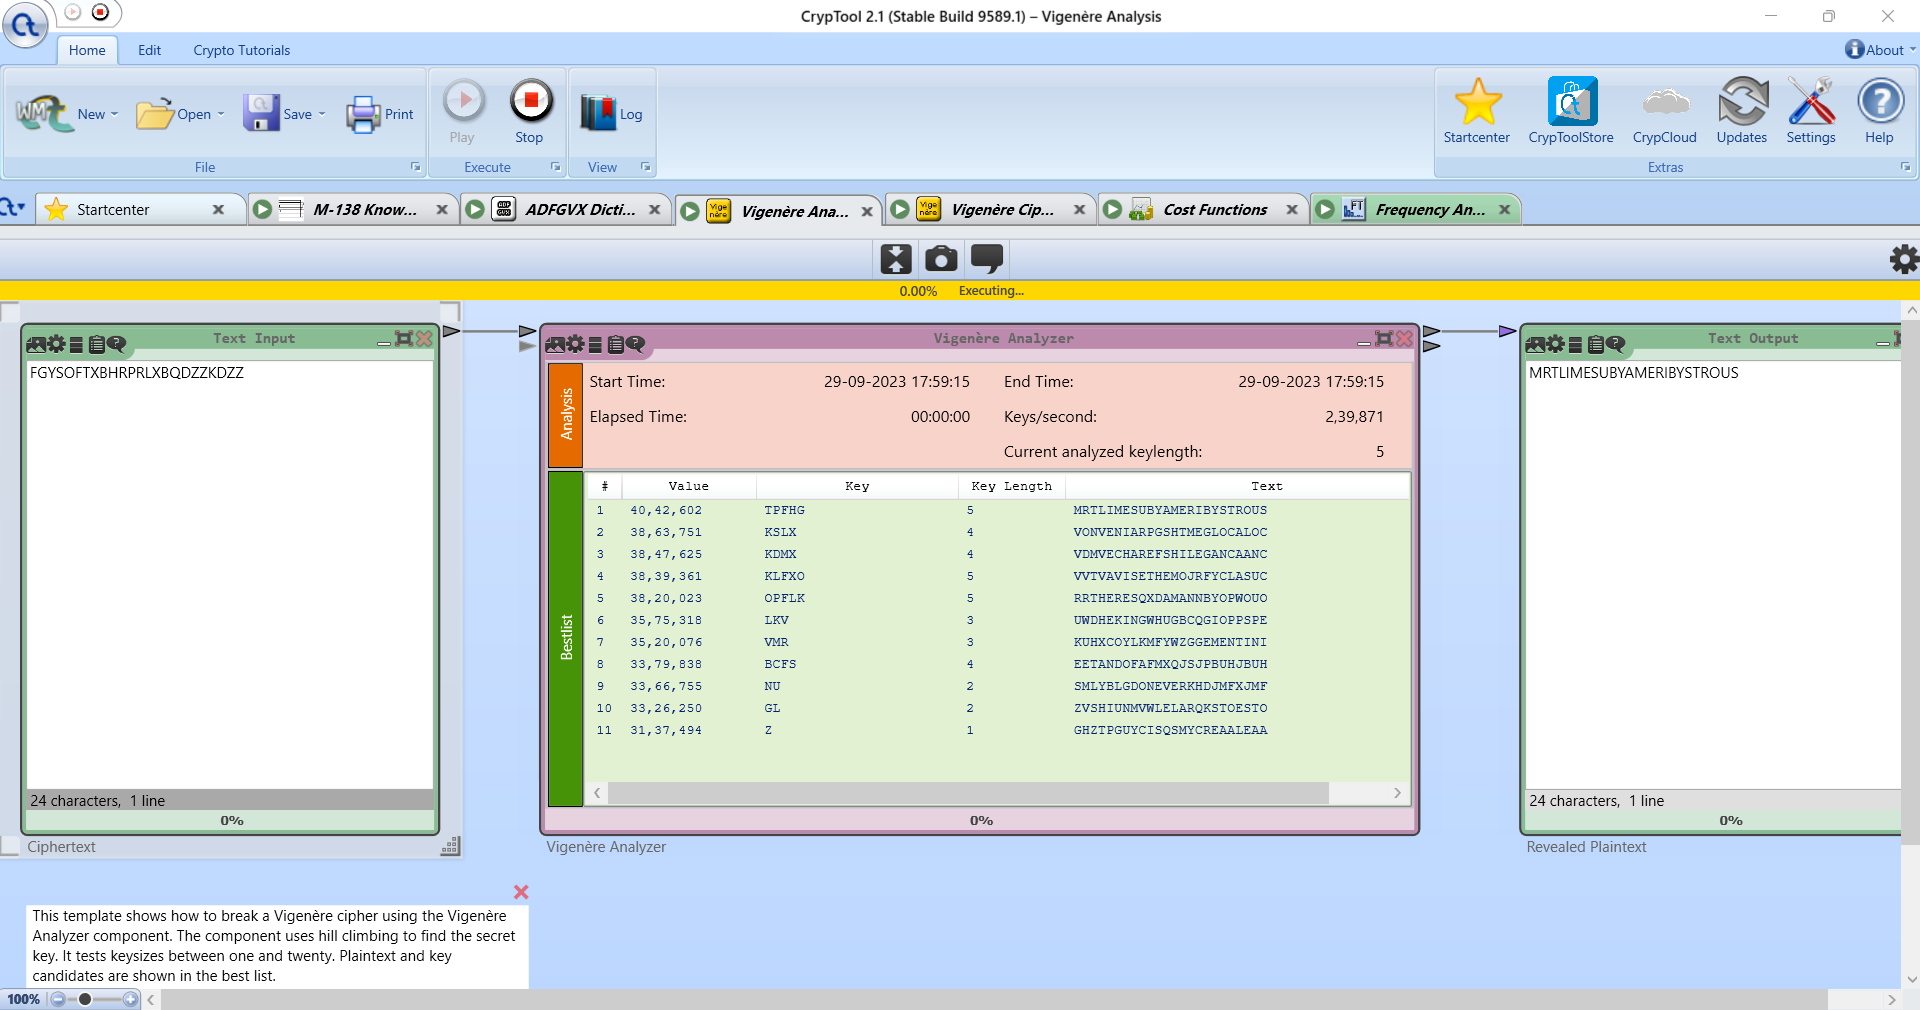 CrypTool 2.1 (Stable Build 9589.1) – Vigenère Analysis
Home Edit Crypto Tutorials About
New Open Save Print Play Stop Log Startcenter CrypToolStore CrypCloud Updates Settings Help
File Execute View Extras
Startcenter M-138 Know... ADFGVX Dicti... Vigenère Ana... Vigenère Cip... Cost Functions Frequency An...
0.00% Executing...
Text Input
FGYSOFTXBHRPRLXBQDZZKDZZ
24 characters, 1 line
0%
Ciphertext
Vigenère Analyzer
Analysis
Start Time: 29-09-2023 17:59:15 End Time: 29-09-2023 17:59:15
Elapsed Time: 00:00:00 Keys/second: 2,39,871
Current analyzed keylength: 5
Bestlist
# Value Key Key Length Text
1 40,42,602 TPFHG 5 MRTLIMESUBYAMERIBYSTROUS
2 38,63,751 KSLX 4 VONVENIARPGSHTMEGLOCALOC
3 38,47,625 KDMX 4 VDMVECHAREFSHILEGANCAANC
4 38,39,361 KLFXO 5 VVTVAVISETHEMOJRFYCLASUC
5 38,20,023 OPFLK 5 RRTHERESQXDAMANNBYOPWOUO
6 35,75,318 LKV 3 UWDHEKINGWHUGBCQGIOPPSPE
7 35,20,076 VMR 3 KUHXCOYLKMFYWZGGEMENTINI
8 33,79,838 BCFS 4 EETANDOFAFMXQJSJPBUHJBUH
9 33,66,755 NU 2 SMLYBLGDONEVERKHDJMFXJMF
10 33,26,250 GL 2 ZVSHIUNMVWLELARQKSTOESTO
11 31,37,494 Z 1 GHZTPGUYCISQSMYCREAALEAA
0%
Vigenère Analyzer
Text Output
MRTLIMESUBYAMERIBYSTROUS
24 characters, 1 line
0%
Revealed Plaintext
This template shows how to break a Vigenère cipher using the Vigenère
Analyzer component. The component uses hill climbing to find the secret
key. It tests keysizes between one and twenty. Plaintext and key
candidates are shown in the best list.
100%